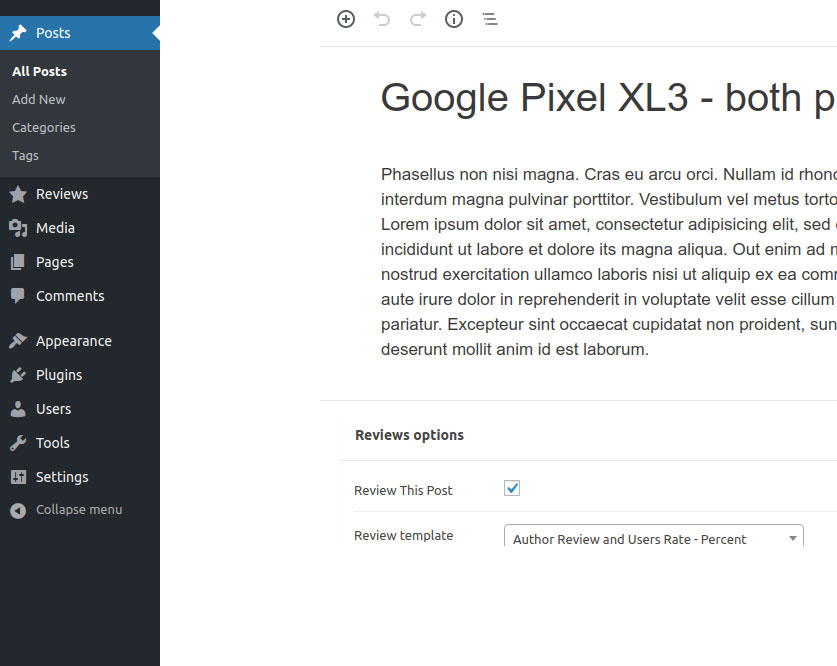 Posts
All Posts
Add New
Categories
Tags
Reviews
Media
Pages
Comments
Appearance
Plugins
Users
Tools
Settings
Collapse menu
Google Pixel XL3 - both p
Phasellus non nisi magna. Cras eu arcu orci. Nullam id rhonc
interdum magna pulvinar porttitor. Vestibulum vel metus torto
Lorem ipsum dolor sit amet, consectetur adipisicing elit, sed
incididunt ut labore et dolore its magna aliqua. Out enim ad m
nostrud exercitation ullamco laboris nisi ut aliquip ex ea com
aute irure dolor in reprehenderit in voluptate velit esse cillum
pariatur. Excepteur sint occaecat cupidatat non proident, sun
deserunt mollit anim id est laborum.
Reviews options
Review This Post
Review template
Author Review and Users Rate - Percent